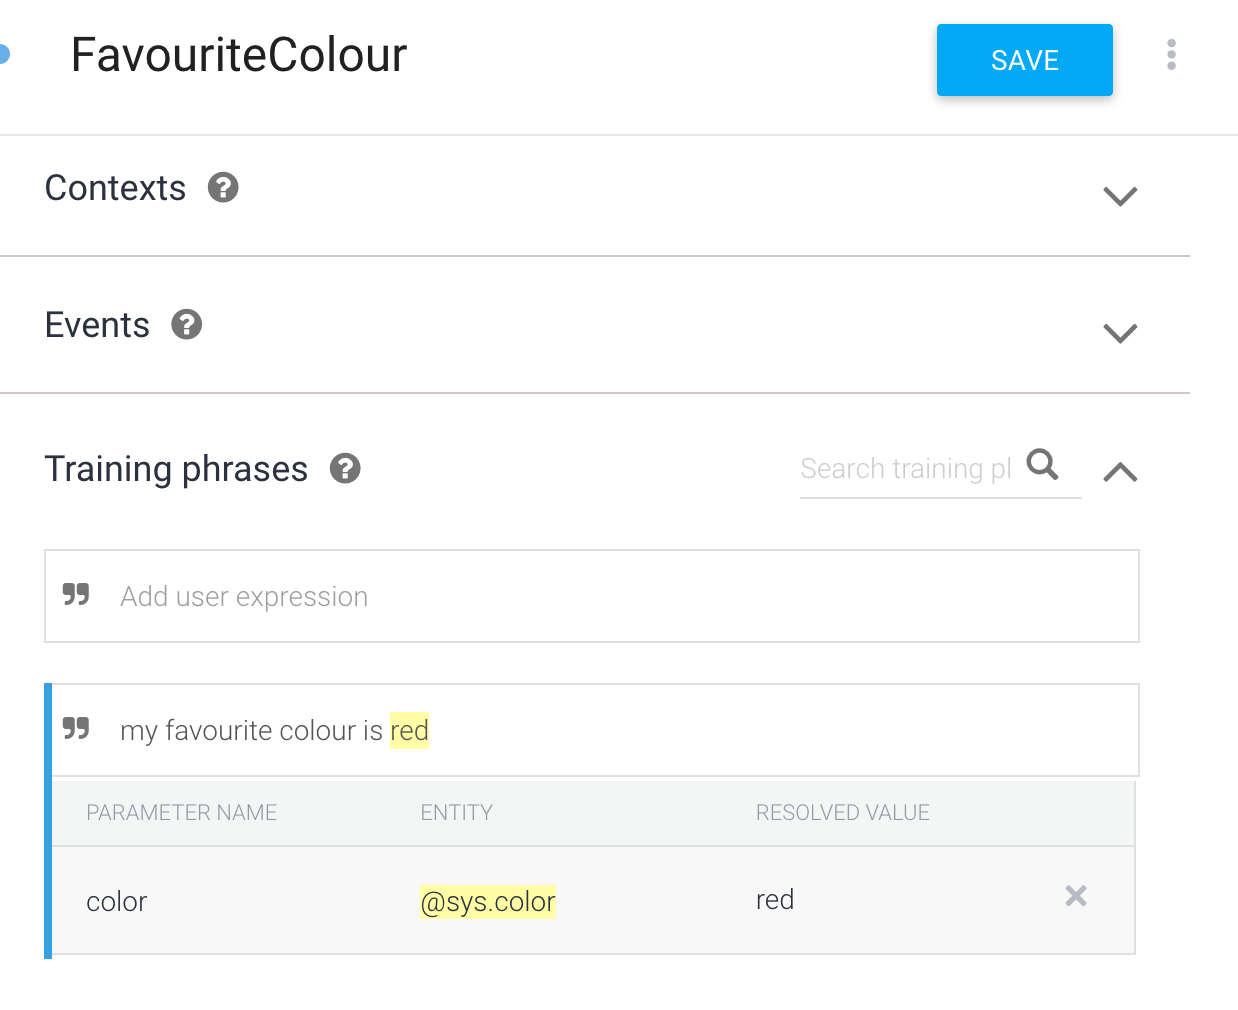 FavouriteColour
SAVE
Contexts ?
Events ?
Training phrases ?
Search training pl
Add user expression
my favourite colour is red
PARAMETER NAME ENTITY RESOLVED VALUE
color @sys.color red